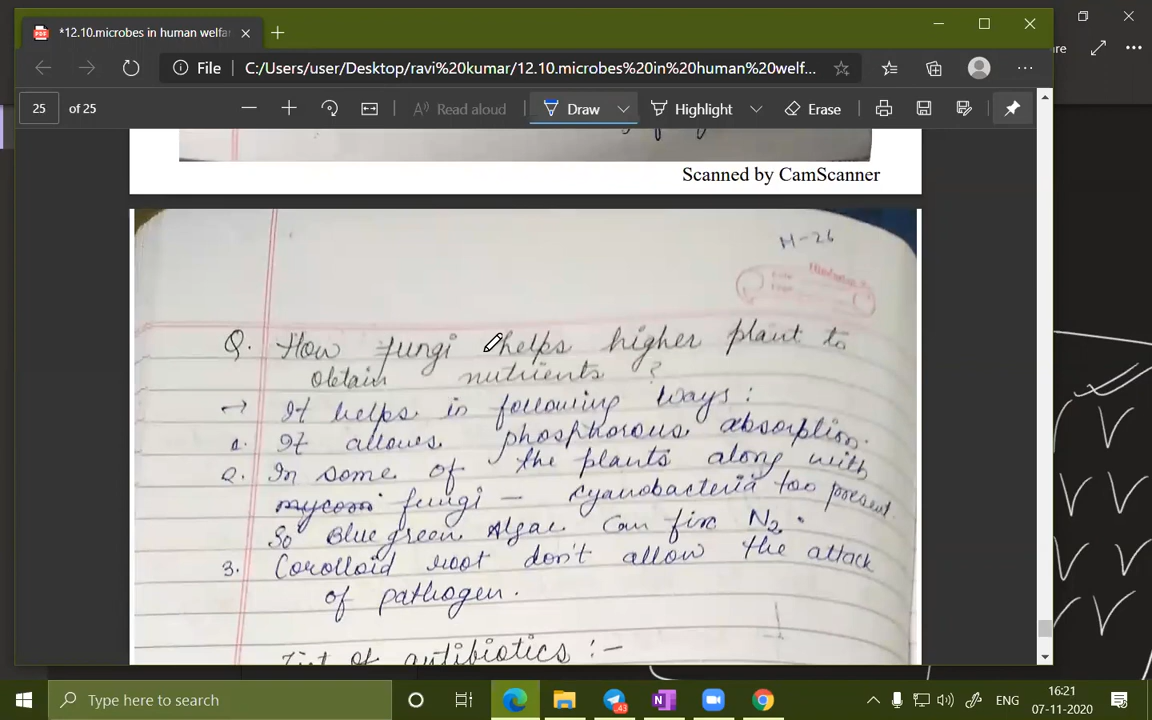 *12.10.microbes in human welfar
re
File C:/Users/user/Desktop/ravi%20kumar/12.10.microbes%20in%20human%20welf...
25 of 25 Read aloud Draw Highlight Erase
Scanned by CamScanner
M-26
Q. How fungi helps higher plant to
obtain nutrients?
→ It helps in following ways:
1. It allows phosphorous absorption.
2. In some of the plants along with
fungi - cyanobacteria too present.
So Blue green Algae can fix N2.
3. Corolloid root don't allow the attack
of pathogen.
List of antibiotics :-
Type here to search
43
ENG
16:21
07-11-2020